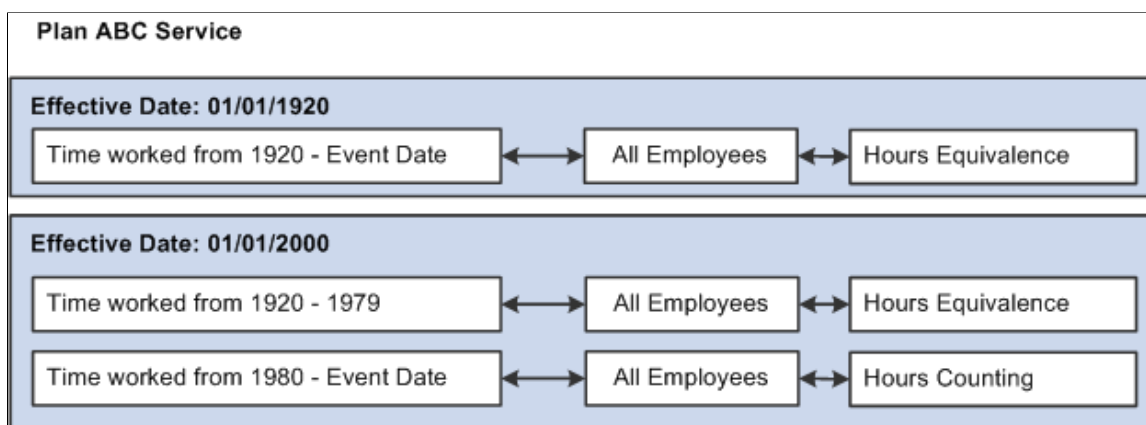 Plan ABC Service
Effective Date: 01/01/1920
Time worked from 1920 - Event Date All Employees Hours Equivalence
Effective Date: 01/01/2000
Time worked from 1920 - 1979 All Employees Hours Equivalence
Time worked from 1980 - Event Date All Employees Hours Counting